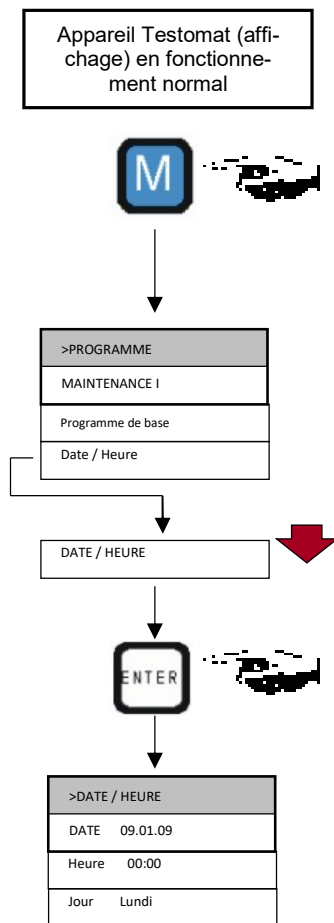 Appareil Testomat (affi-
chage) en fonctionne-
ment normal
M
>PROGRAMME
MAINTENANCE I
Programme de base
Date / Heure
DATE / HEURE
ENTER
>DATE / HEURE
DATE 09.01.09
Heure 00:00
Jour Lundi